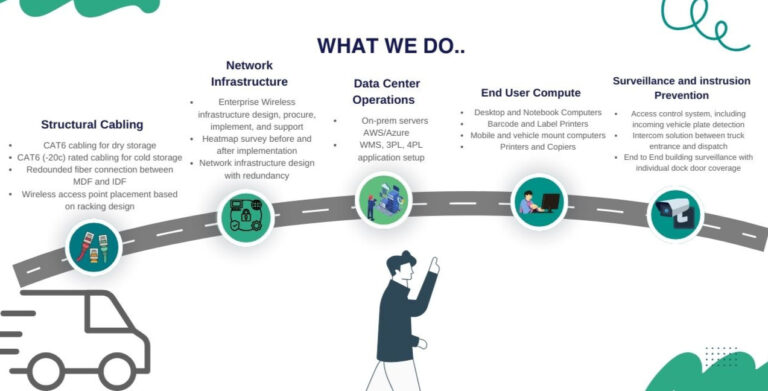 WHAT WE DO..
Structural Cabling
CAT6 cabling for dry storage
CAT6 (-20c) rated cabling for cold storage
Redounded fiber connection between
MDF and IDF
Wireless access point placement based
on racking design
Network
Infrastructure
Enterprise Wireless
infrastructure design, procure,
implement, and support
Heatmap survey before and
after implementation
Network infrastructure design
with redundancy
Data Center
Operations
On-prem servers
AWS/Azure
WMS, 3PL, 4PL
application setup
End User Compute
Desktop and Notebook Computers
Barcode and Label Printers
Mobile and vehicle mount computers
Printers and Copiers
Surveillance and instrusion
Prevention
Access control system, including
incoming vehicle plate detection
Intercom solution between truck
entrance and dispatch
End to End building surveillance with
individual dock door coverage